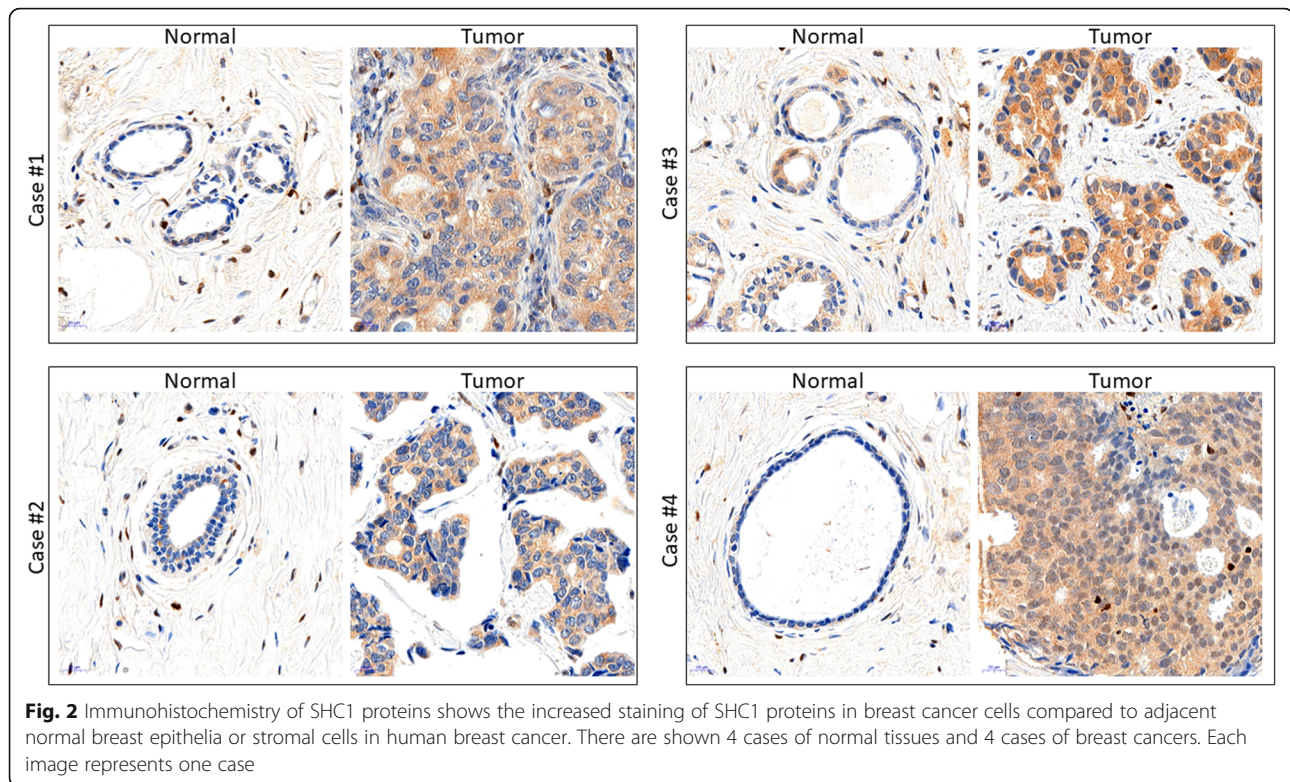 Normal
Tumor
Case #1
Normal
Tumor
Case #3
Normal
Tumor
Case #2
Normal
Tumor
Case #4
Fig. 2 Immunohistochemistry of SHC1 proteins shows the increased staining of SHC1 proteins in breast cancer cells compared to adjacent
normal breast epithelia or stromal cells in human breast cancer. There are shown 4 cases of normal tissues and 4 cases of breast cancers. Each
image represents one case